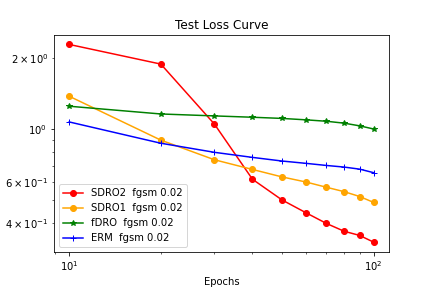 Test Loss Curve
2 × 10⁰
10⁰
6 × 10⁻¹
4 × 10⁻¹
SDRO2 fgsm 0.02
SDRO1 fgsm 0.02
fDRO fgsm 0.02
ERM fgsm 0.02
10¹
10²
Epochs